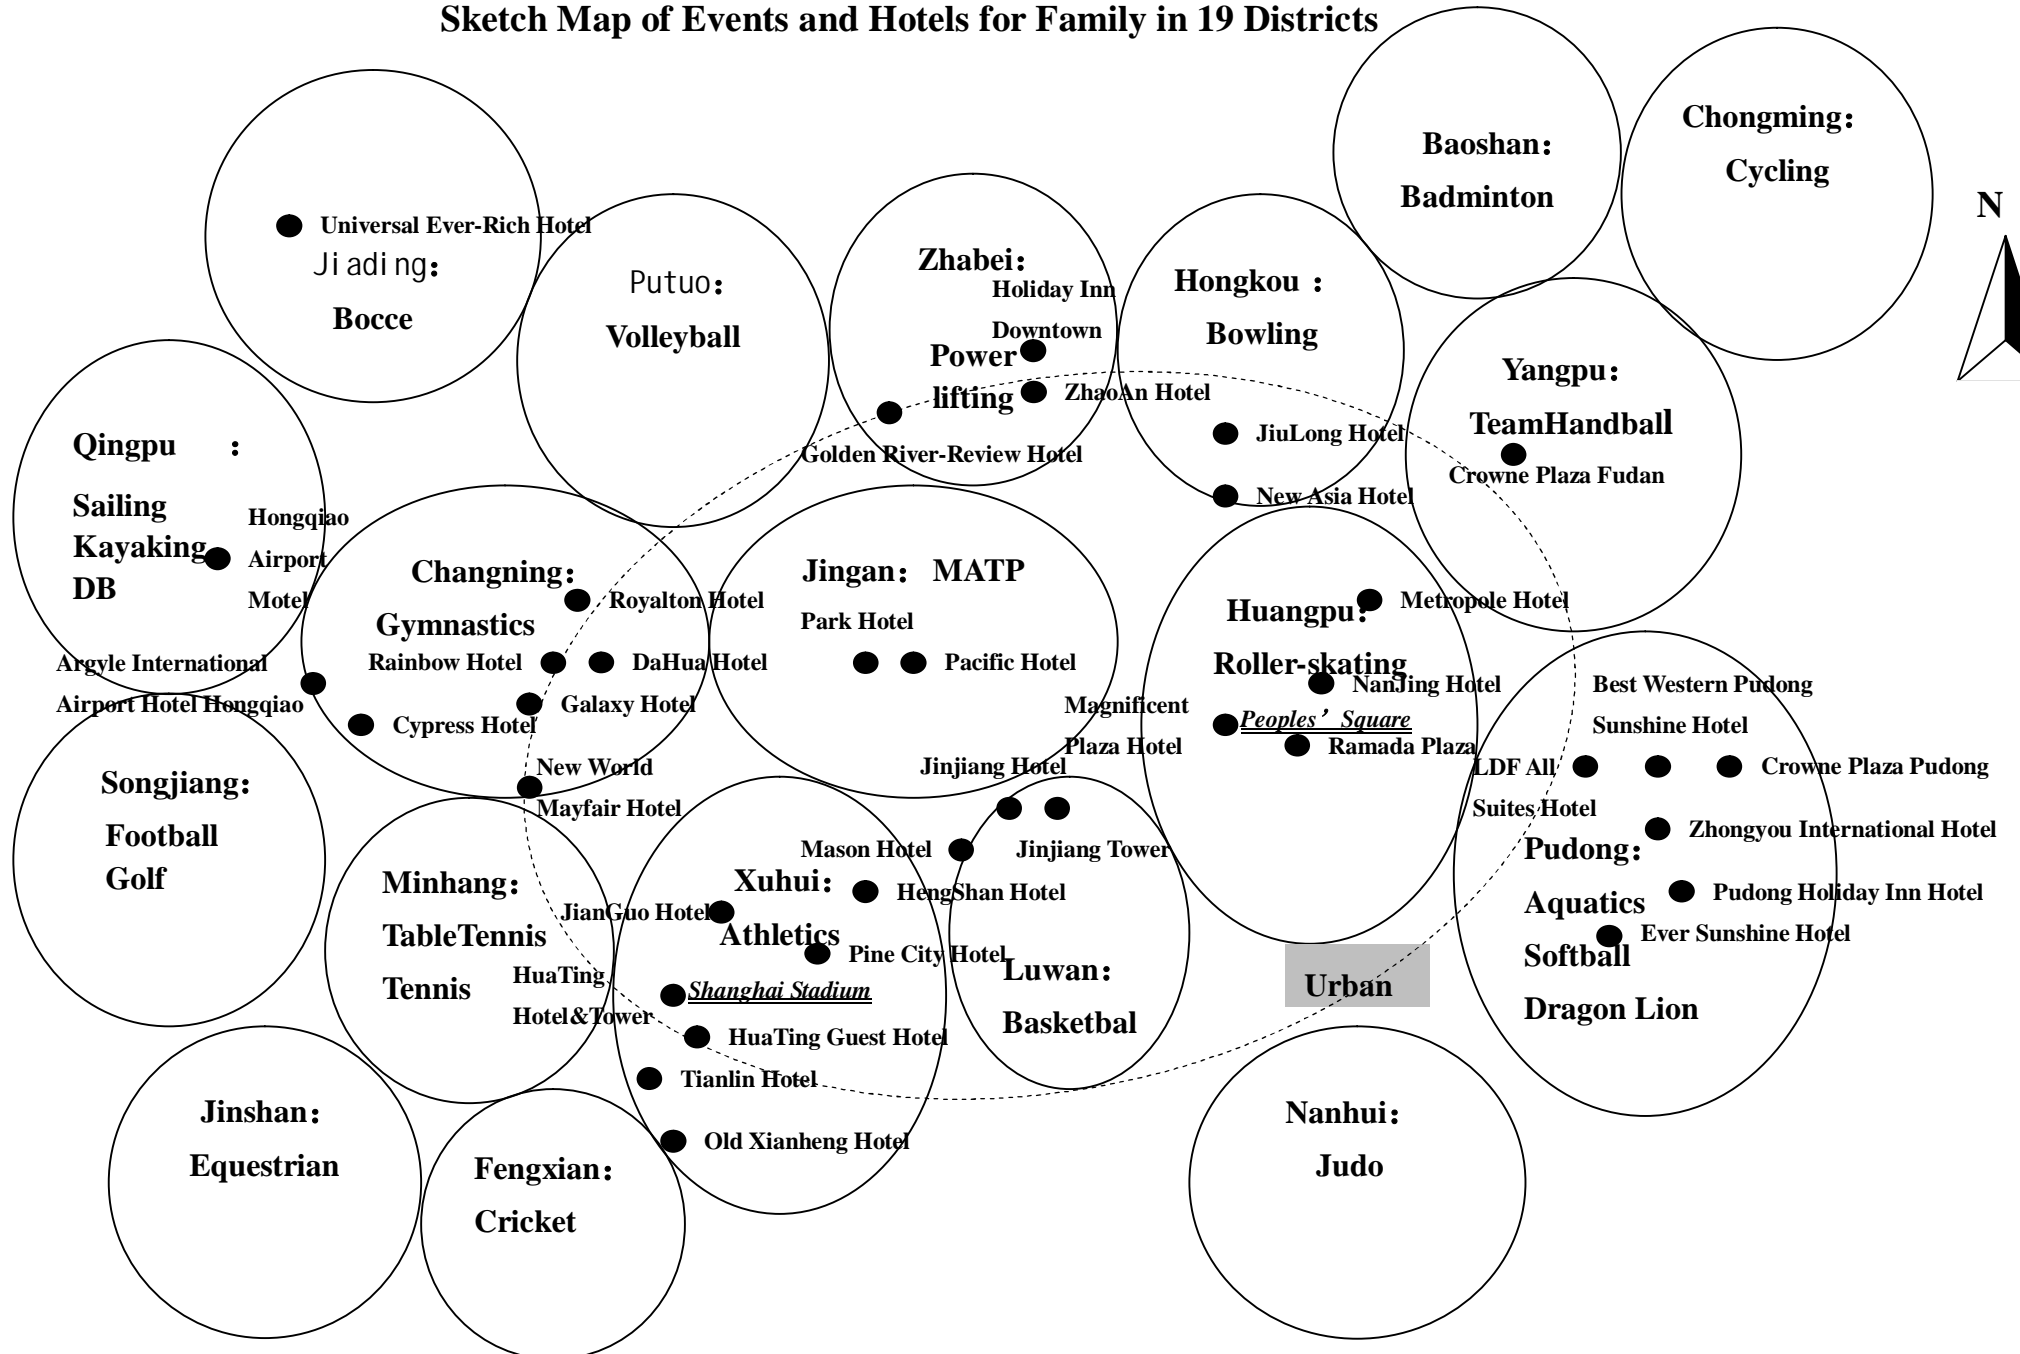 Sketch Map of Events and Hotels for Family in 19 Districts
Chongming：
Cycling
Baoshan：
Badminton
N
Universal Ever-Rich Hotel
Jiading：
Bocce
Putuo：
Volleyball
Zhabei：
Holiday Inn
Downtown
Power
lifting
ZhaoAn Hotel
Golden River-Review Hotel
Hongkou ：
Bowling
JiuLong Hotel
New Asia Hotel
Yangpu：
TeamHandball
Crowne Plaza Fudan
Qingpu ：
Sailing
Kayaking
DB
Hongqiao
Airport
Motel
Changning：
Royalton Hotel
Gymnastics
Rainbow Hotel
DaHua Hotel
Galaxy Hotel
Cypress Hotel
New World
Mayfair Hotel
Argyle International
Airport Hotel Hongqiao
Jingan： MATP
Park Hotel
Pacific Hotel
Huangpu：
Metropole Hotel
Roller-skating
NanJing Hotel
Magnificent
Plaza Hotel
Peoples’ Square
Ramada Plaza
Best Western Pudong
Sunshine Hotel
LDF All
Suites Hotel
Crowne Plaza Pudong
Zhongyou International Hotel
Pudong：
Pudong Holiday Inn Hotel
Aquatics
Ever Sunshine Hotel
Softball
Dragon Lion
Songjiang：
Football
Golf
Minhang：
TableTennis
Tennis
Jinjiang Hotel
Mason Hotel
Jinjiang Tower
Xuhui：
HengShan Hotel
JianGuo Hotel
Athletics
Pine City Hotel
HuaTing
Hotel&Tower
Shanghai Stadium
HuaTing Guest Hotel
Tianlin Hotel
Old Xianheng Hotel
Luwan：
Basketbal
Urban
Jinshan：
Equestrian
Fengxian：
Cricket
Nanhui：
Judo